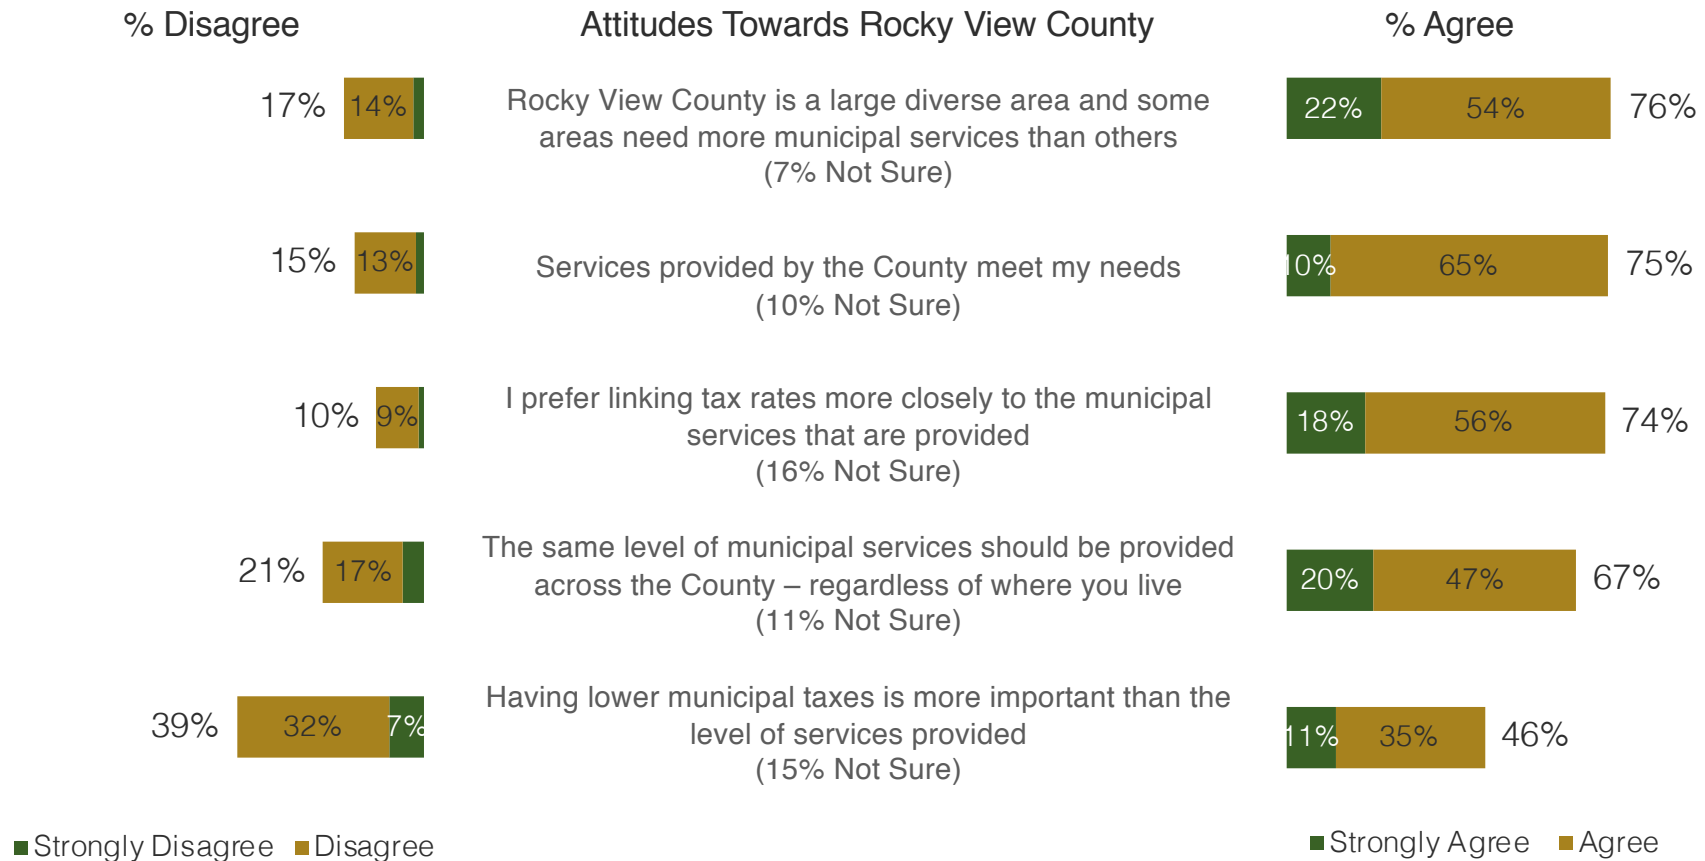 % Disagree
Attitudes Towards Rocky View County
% Agree
17%
14%
Rocky View County is a large diverse area and some
areas need more municipal services than others
(7% Not Sure)
22%
54%
76%
15%
13%
Services provided by the County meet my needs
(10% Not Sure)
10%
65%
75%
10%
9%
I prefer linking tax rates more closely to the municipal
services that are provided
(16% Not Sure)
18%
56%
74%
21%
17%
The same level of municipal services should be provided
across the County – regardless of where you live
(11% Not Sure)
20%
47%
67%
39%
32%
7%
Having lower municipal taxes is more important than the
level of services provided
(15% Not Sure)
11%
35%
46%
Strongly Disagree
Disagree
Strongly Agree
Agree